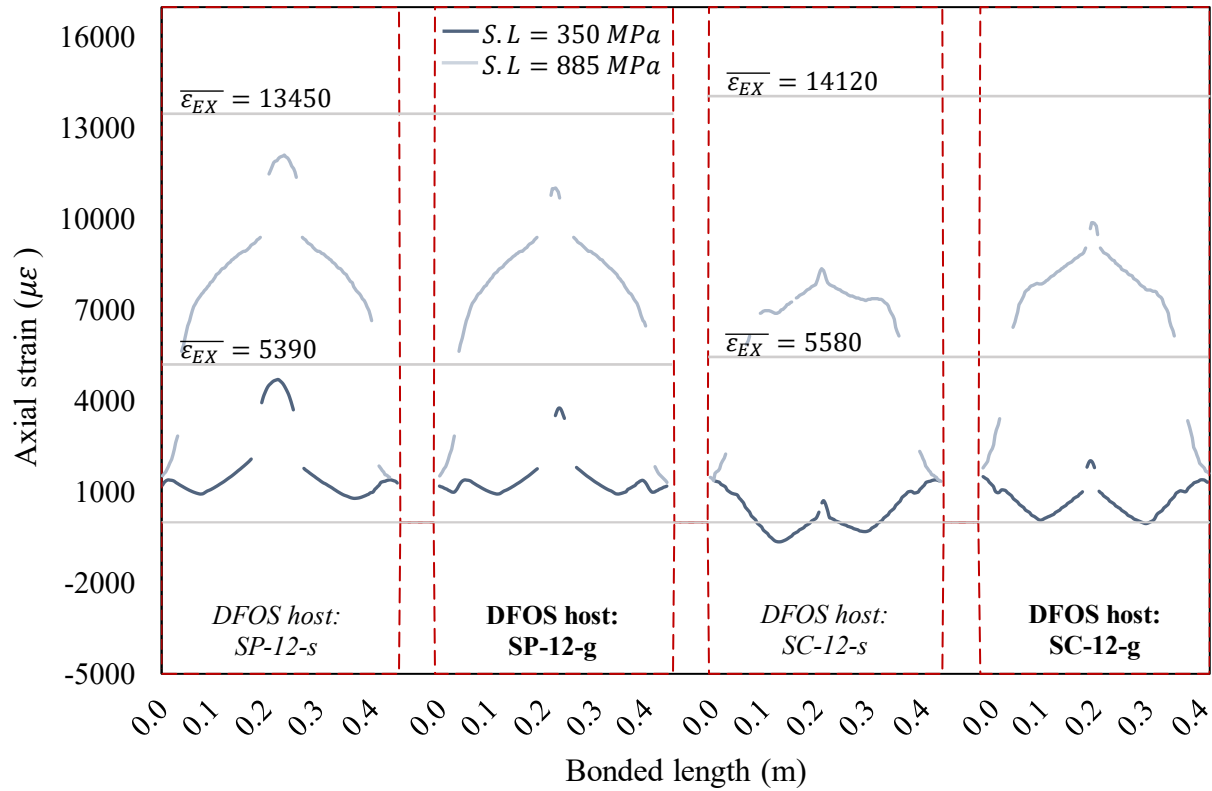 16000
13000
10000
7000
4000
1000
-2000
-5000
Axial strain (με )
S.L = 350 MPa
S.L = 885 MPa
ε̅E̅X̅ = 13450
ε̅E̅X̅ = 14120
ε̅E̅X̅ = 5390
ε̅E̅X̅ = 5580
DFOS host:
SP-12-s
DFOS host:
SP-12-g
DFOS host:
SC-12-s
DFOS host:
SC-12-g
0.0 0.1 0.2 0.3 0.4 0.0 0.1 0.2 0.3 0.4 0.0 0.1 0.2 0.3 0.4 0.0 0.1 0.2 0.3 0.4
Bonded length (m)